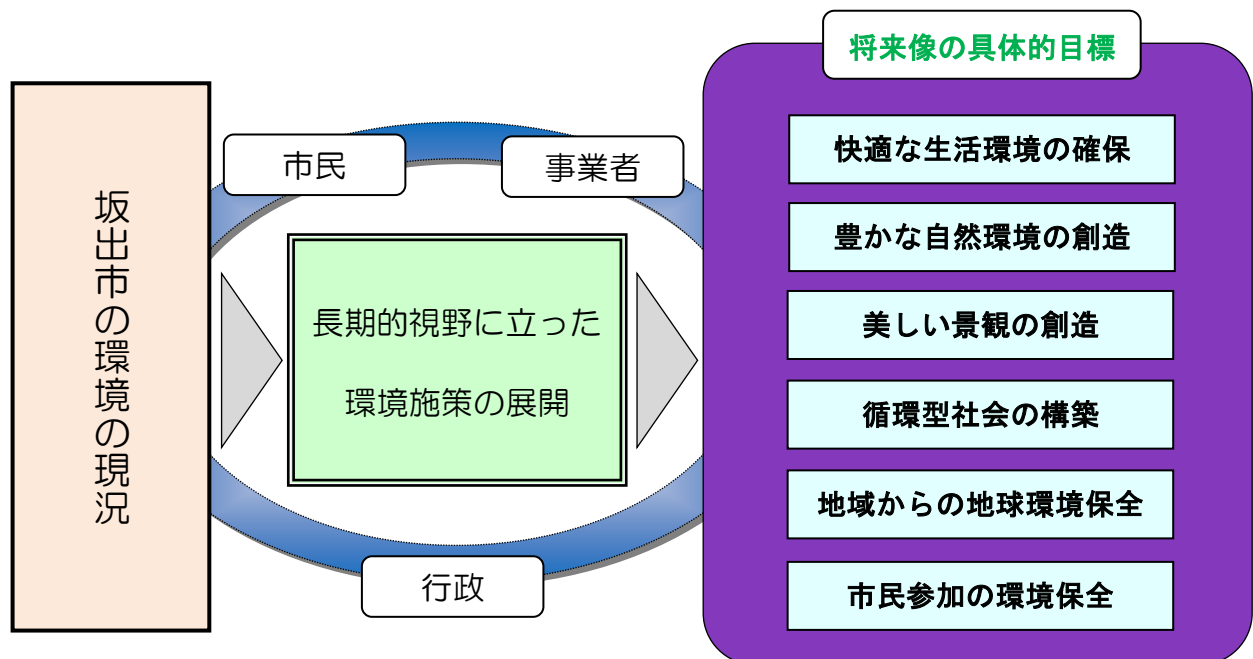 坂出市の環境の現況
市民
事業者
長期的視野に立った
環境施策の展開
行政
将来像の具体的目標
快適な生活環境の確保
豊かな自然環境の創造
美しい景観の創造
循環型社会の構築
地域からの地球環境保全
市民参加の環境保全